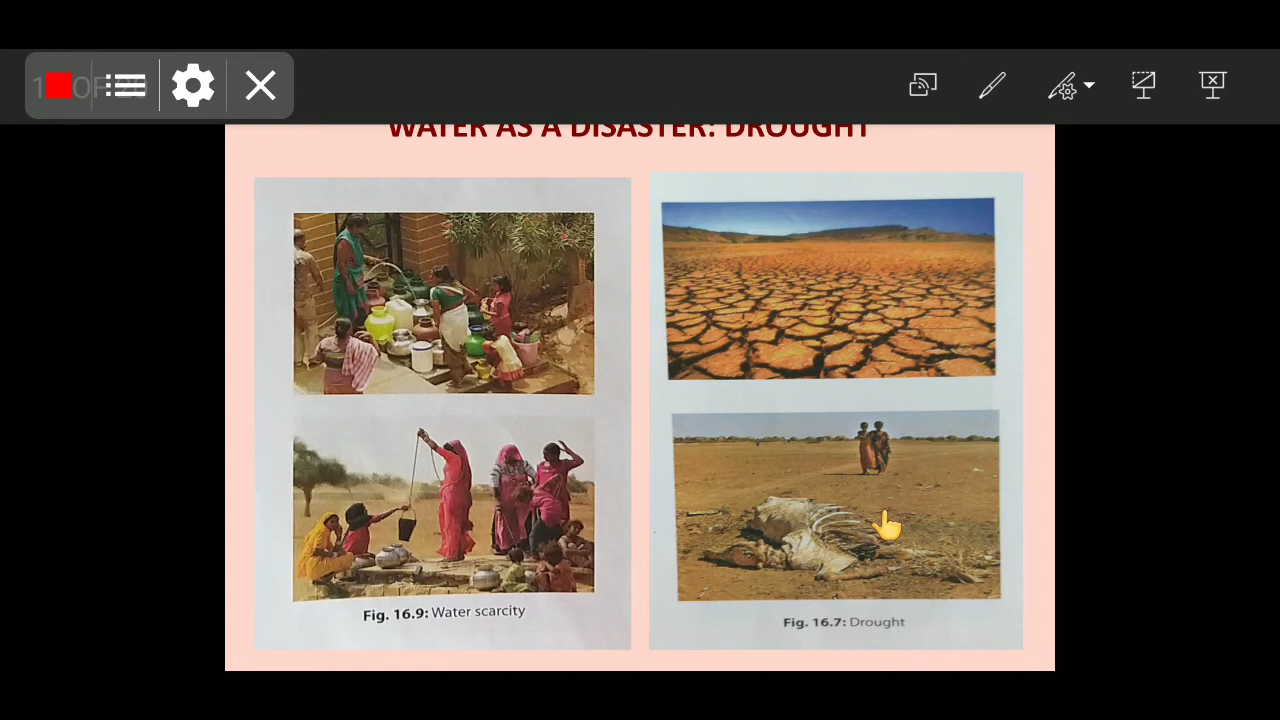 WATER AS A DISASTER: DROUGHT
Fig. 16.9: Water scarcity
Fig. 16.7: Drought